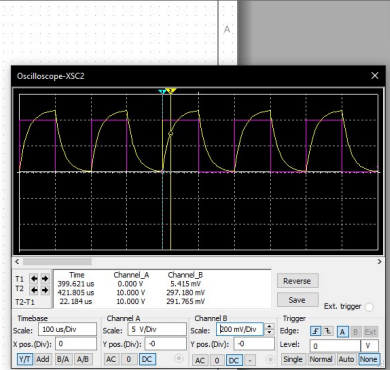 A
Oscilloscope-XSC2
Time Channel_A Channel_B
T1 399.621 us 0.000 V 5.415 mV
T2 421.805 us 10.000 V 297.180 mV
T2-T1 22.184 us 10.000 V 291.765 mV
Reverse
Save
Ext. trigger
Timebase Channel A Channel B Trigger
Scale: 100 us/Div Scale: 5 V/Div Scale: 200 mV/Div Edge: A B Ext
X pos.(Div): 0 Y pos.(Div): -0 Y pos.(Div): -0 Level: 0 V
Y/T Add B/A A/B AC 0 DC AC 0 DC - Single Normal Auto None